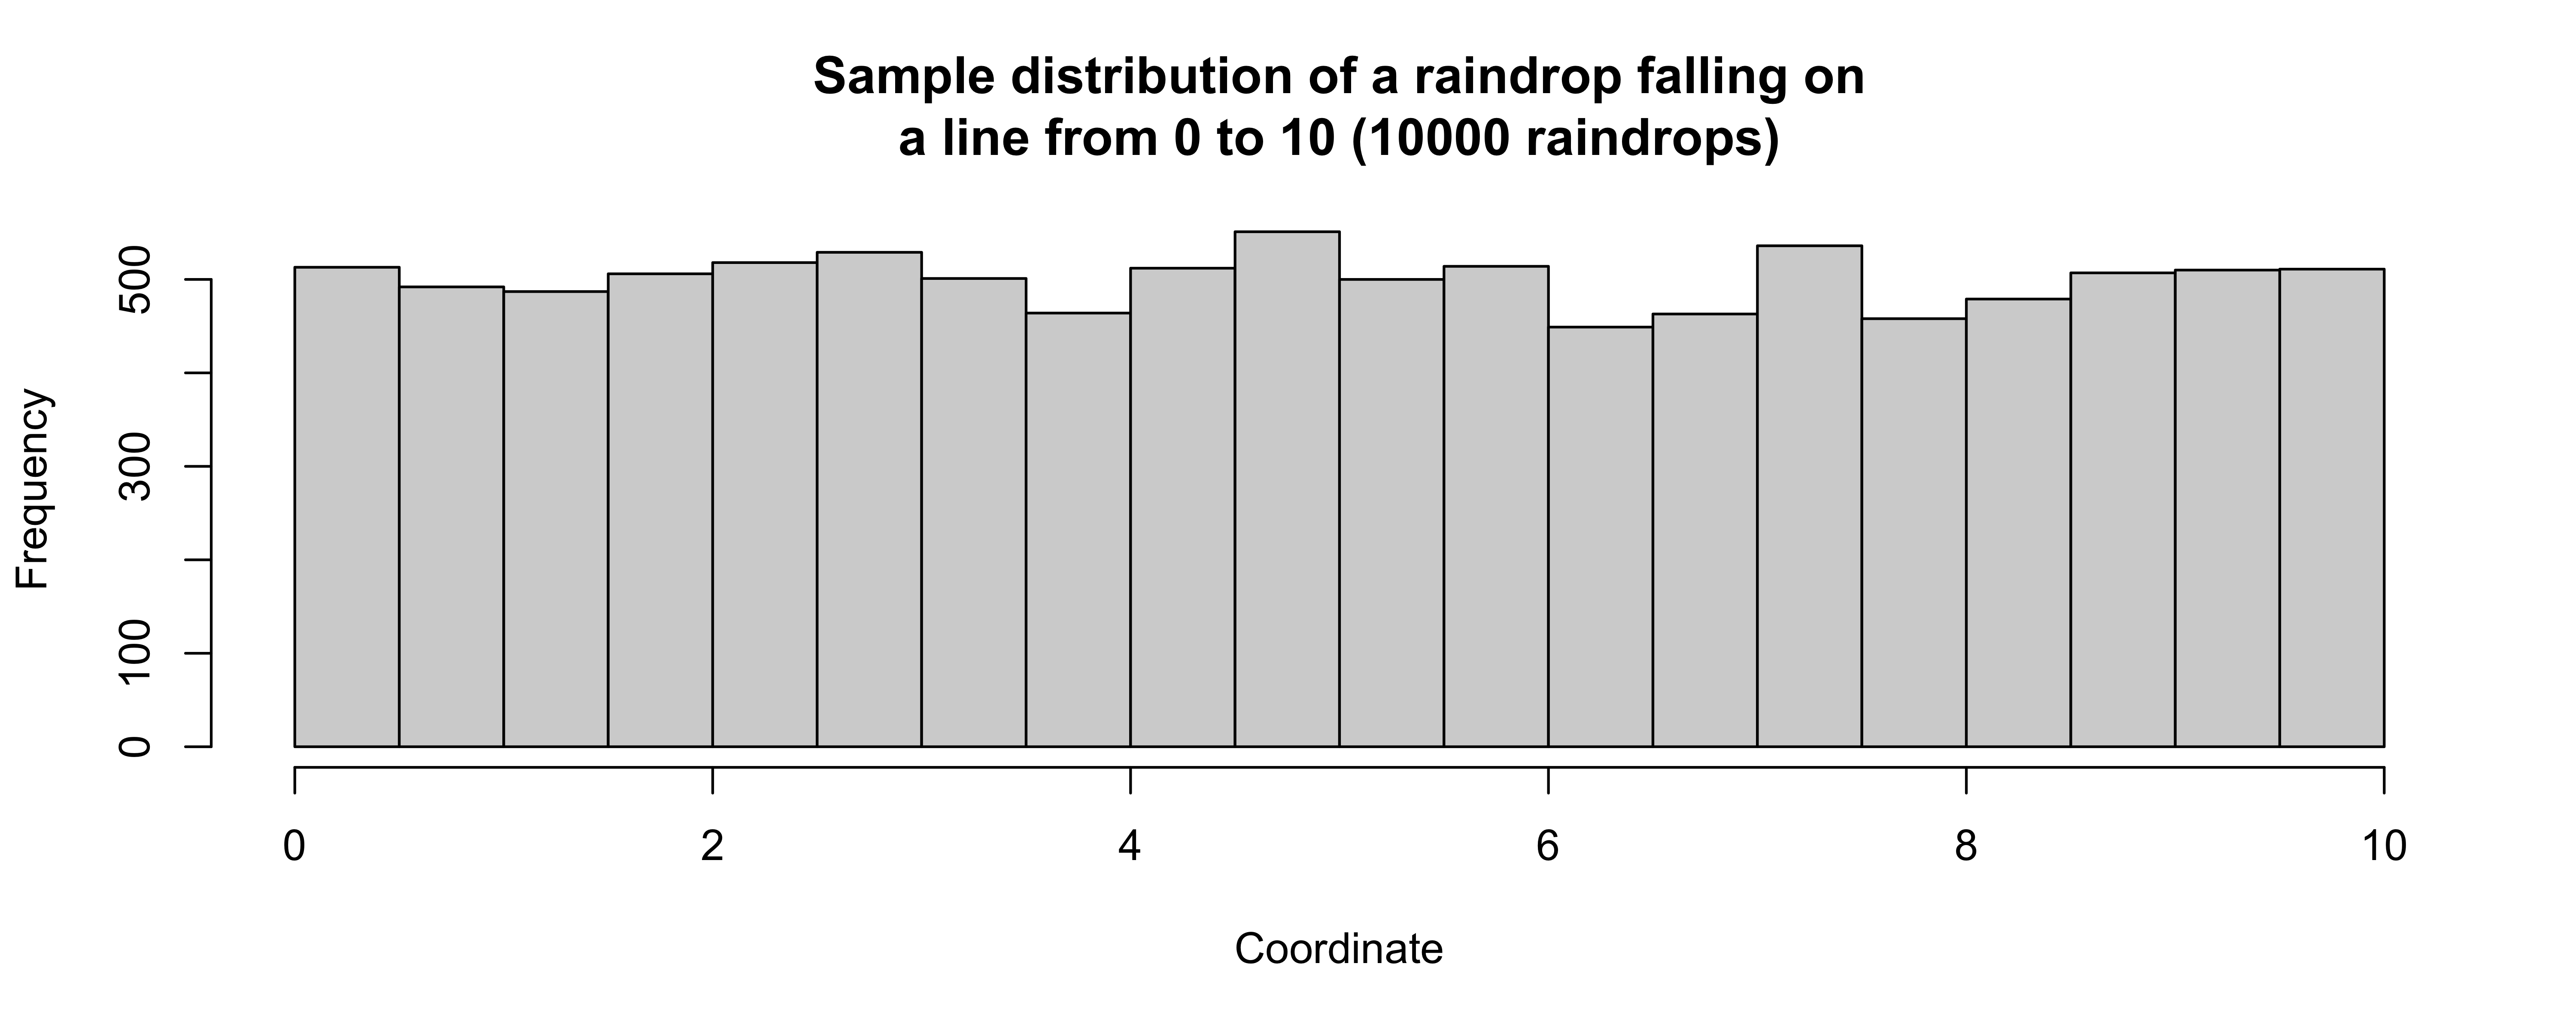 Sample distribution of a raindrop falling on
a line from 0 to 10 (10000 raindrops)
Frequency
500
300
100
0
0 2 4 6 8 10
Coordinate